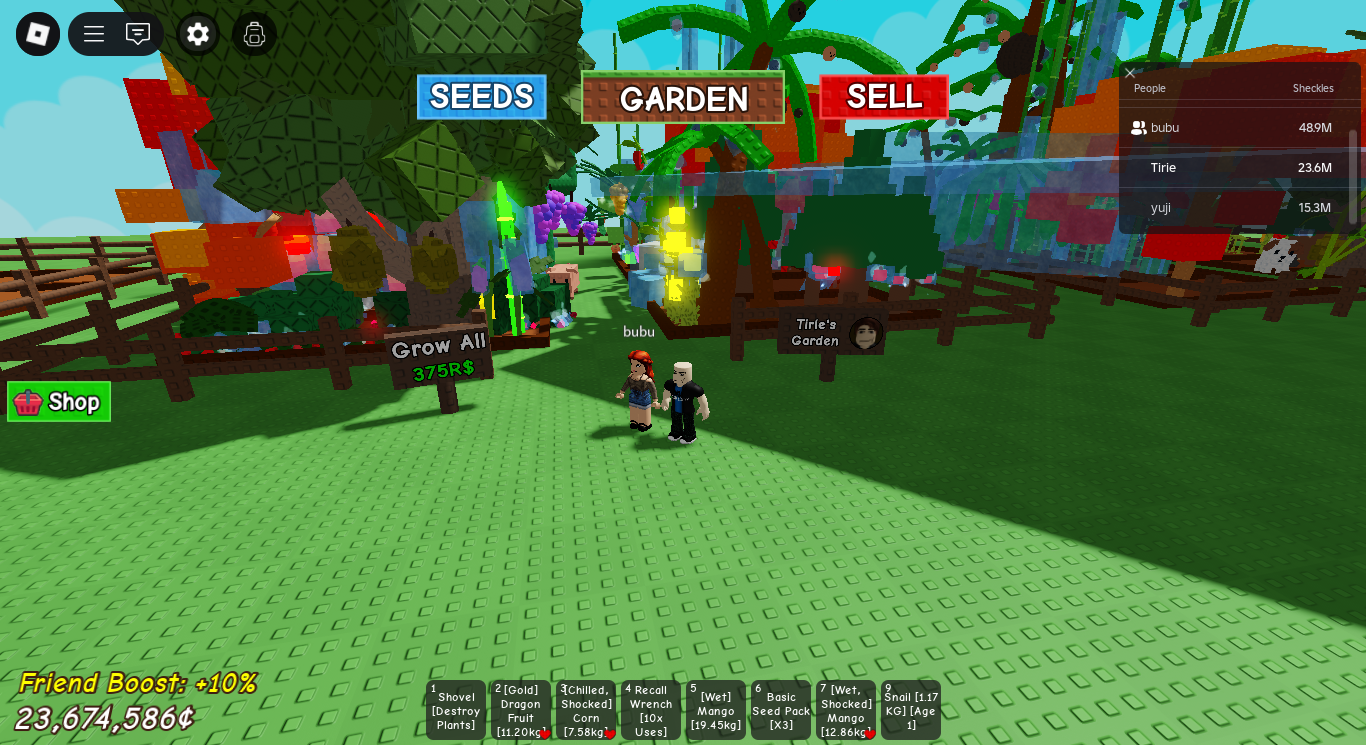 SEEDS
GARDEN
SELL
People Sheckles
bubu 48.9M
Tirie 23.6M
yuji 15.3M
bubu
Tirie's
Garden
Grow All
375R$
Shop
Friend Boost: +10%
23,674,586¢
1
Shovel
[Destroy
Plants]
2 [Gold]
Dragon
Fruit
[11.20kg
3 [Chilled,
Shocked]
Corn
[7.58kg]
4 Recall
Wrench
[10x
Uses]
5
[Wet]
Mango
[19.45kg]
6
Basic
Seed Pack
[X3]
7 [Wet,
Shocked]
Mango
[12.86kg
9
Snail [1.17
KG] [Age
1]